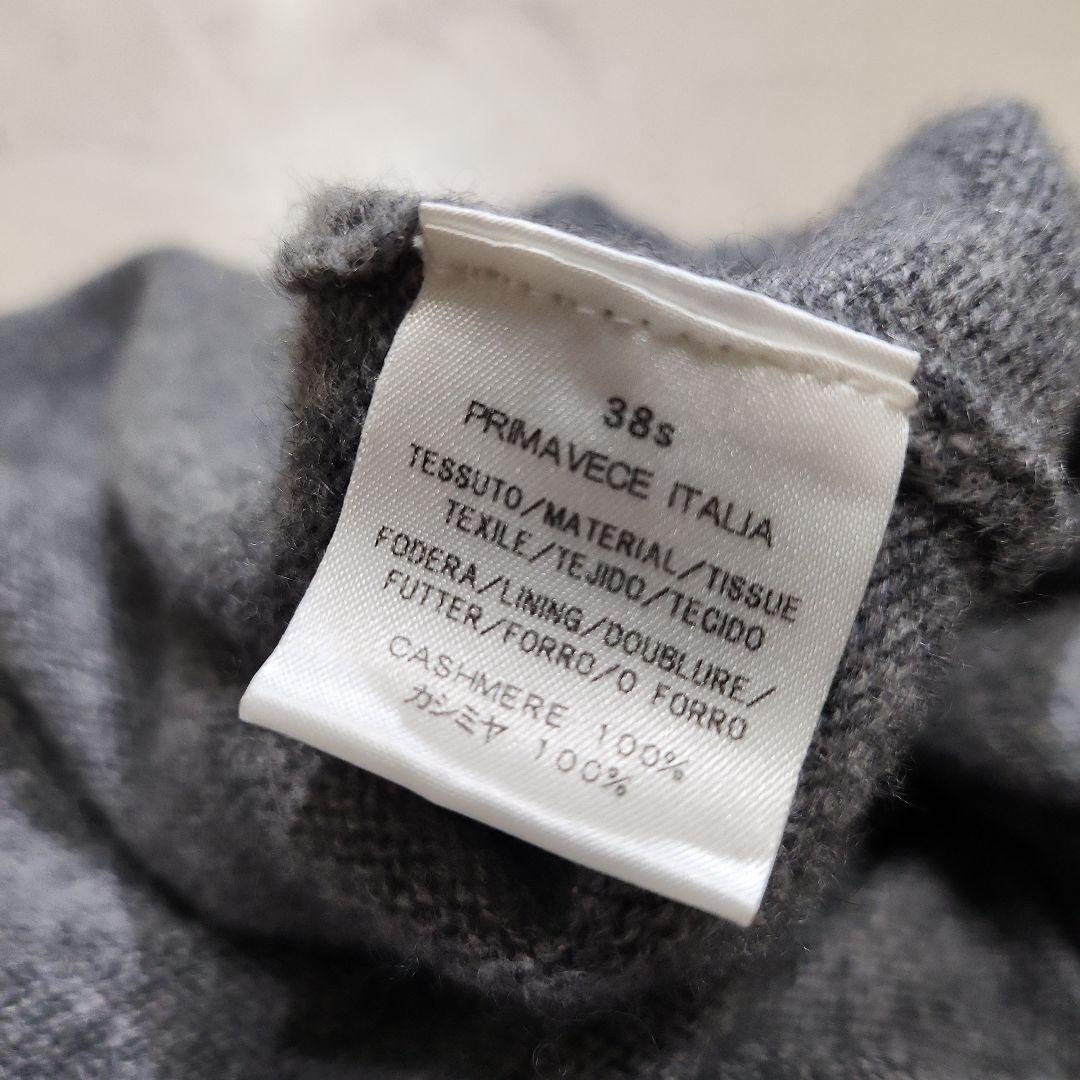 38s
PRIMAVECE ITALIA
TESSUTO/MATERIAL/TISSUE
TEXILE/TEJIDO/TECIDO
FODERA/LINING/DOUBLURE/
FUTTER/FORRO/O FORRO
CASHMERE 100%
カシミヤ 100%